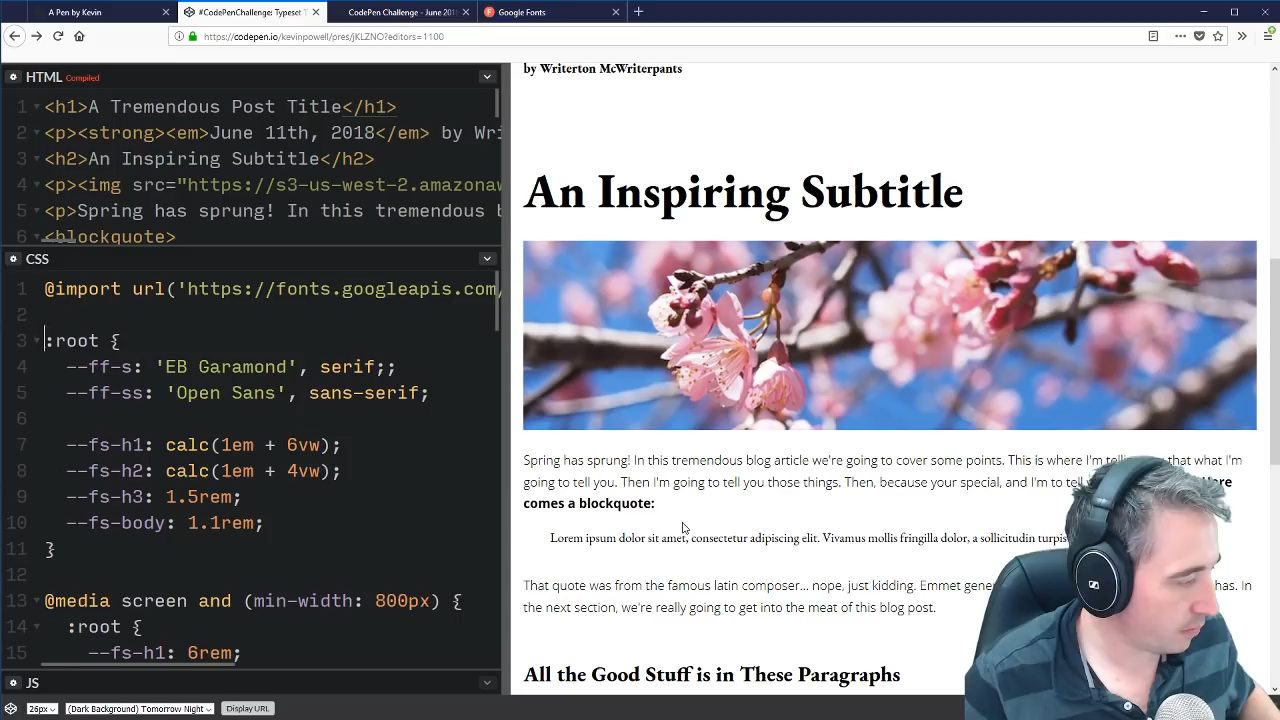 A Pen by Kevin
#CodePenChallenge: Typeset T
CodePen Challenge - June 201
Google Fonts
https://codepen.io/kevinpowell/pres/jKLZNO?editors=1100
HTML Compiled
1 <h1>A Tremendous Post Title</h1>
2 <p><strong><em>June 11th, 2018</em> by Wri
3 <h2>An Inspiring Subtitle</h2>
4 <p><img src="https://s3-us-west-2.amazonaw
5 <p>Spring has sprung! In this tremendous b
6 <blockquote>
CSS
1 @import url('https://fonts.googleapis.com/
2
3 :root {
4 --ff-s: 'EB Garamond', serif;;
5 --ff-ss: 'Open Sans', sans-serif;
6
7 --fs-h1: calc(1em + 6vw);
8 --fs-h2: calc(1em + 4vw);
9 --fs-h3: 1.5rem;
10 --fs-body: 1.1rem;
11 }
12
13 @media screen and (min-width: 800px) {
14 :root {
15 --fs-h1: 6rem;
JS
26px (Dark Background) Tomorrow Night Display URL
by Writerton McWriterpants
An Inspiring Subtitle
Spring has sprung! In this tremendous blog article we're going to cover some points. This is where I'm telling you that what I'm
going to tell you. Then I'm going to tell you those things. Then, because your special, and I'm to tell
comes a blockquote:
Lorem ipsum dolor sit amet, consectetur adipiscing elit. Vivamus mollis fringilla dolor, a sollicitudin turpis
That quote was from the famous latin composer... nope, just kidding. Emmet gene has. In
the next section, we're really going to get into the meat of this blog post.
All the Good Stuff is in These Paragraphs